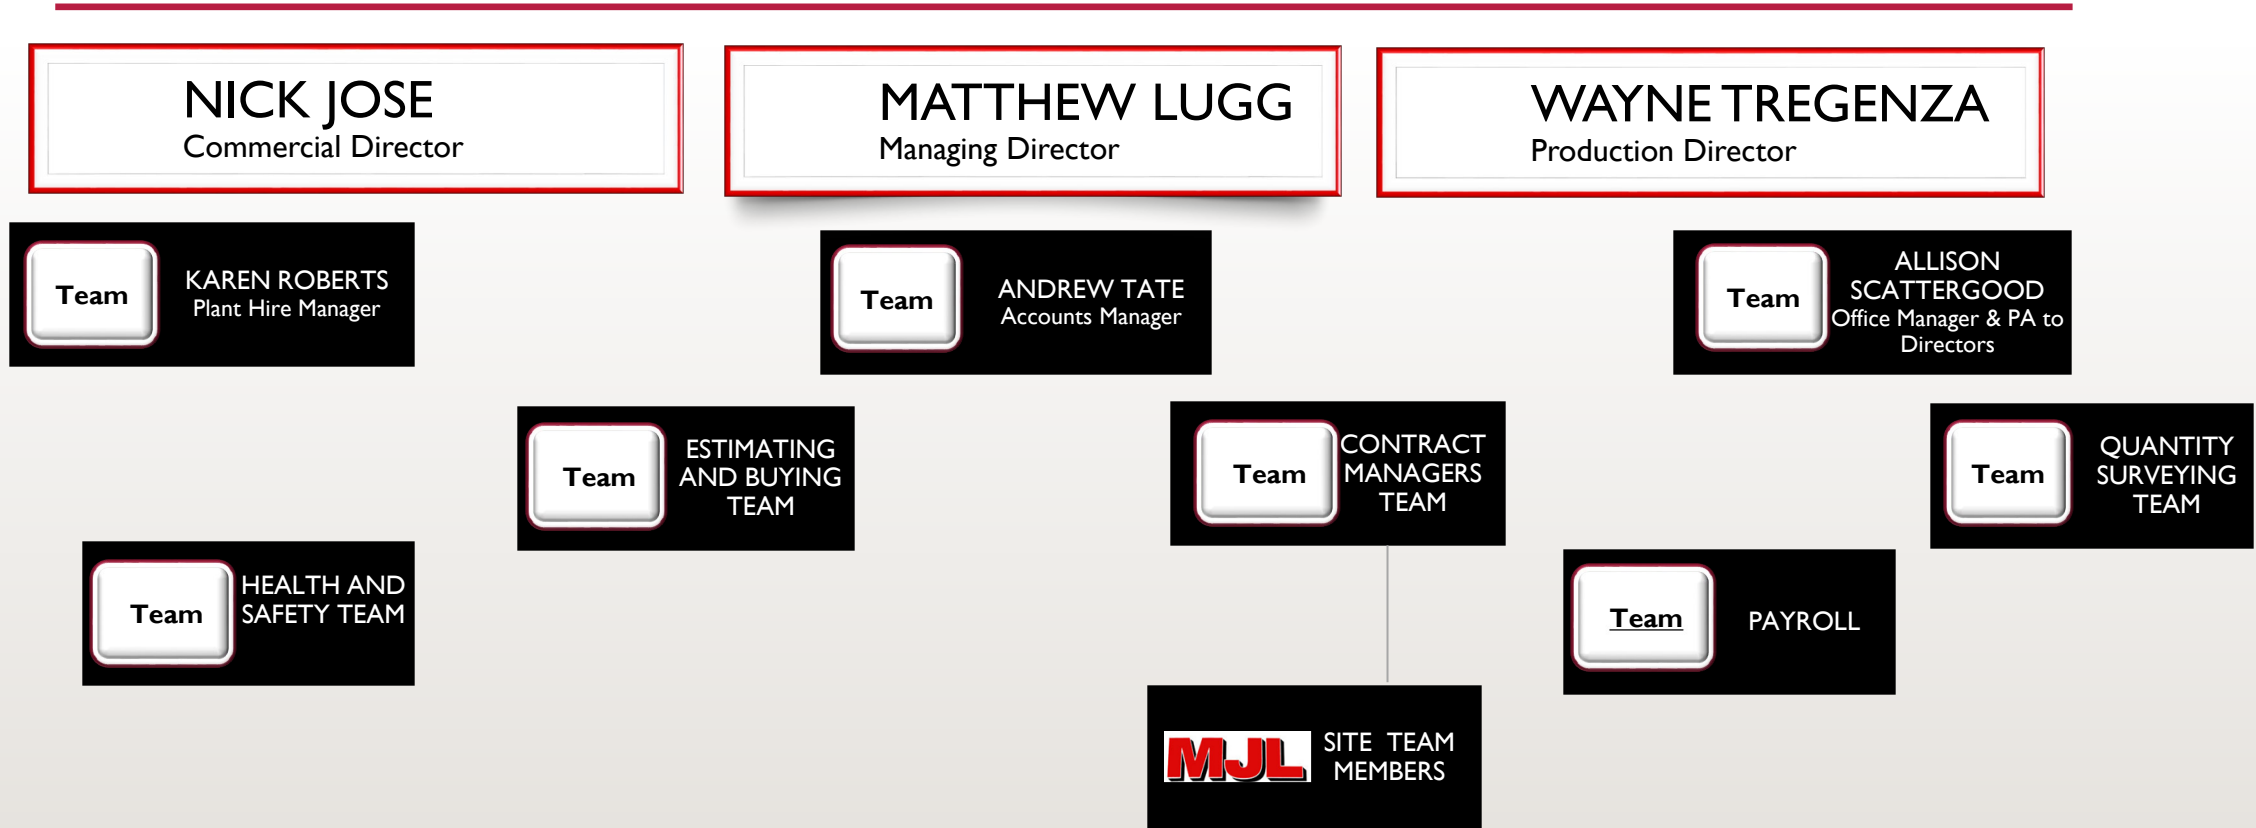 NICK JOSE
Commercial Director
MATTHEW LUGG
Managing Director
WAYNE TREGENZA
Production Director
Team
KAREN ROBERTS
Plant Hire Manager
Team
ANDREW TATE
Accounts Manager
Team
ALLISON
SCATTERGOOD
Office Manager & PA to
Directors
Team
ESTIMATING
AND BUYING
TEAM
Team
CONTRACT
MANAGERS
TEAM
Team
QUANTITY
SURVEYING
TEAM
Team
HEALTH AND
SAFETY TEAM
Team
PAYROLL
MJL
SITE TEAM
MEMBERS